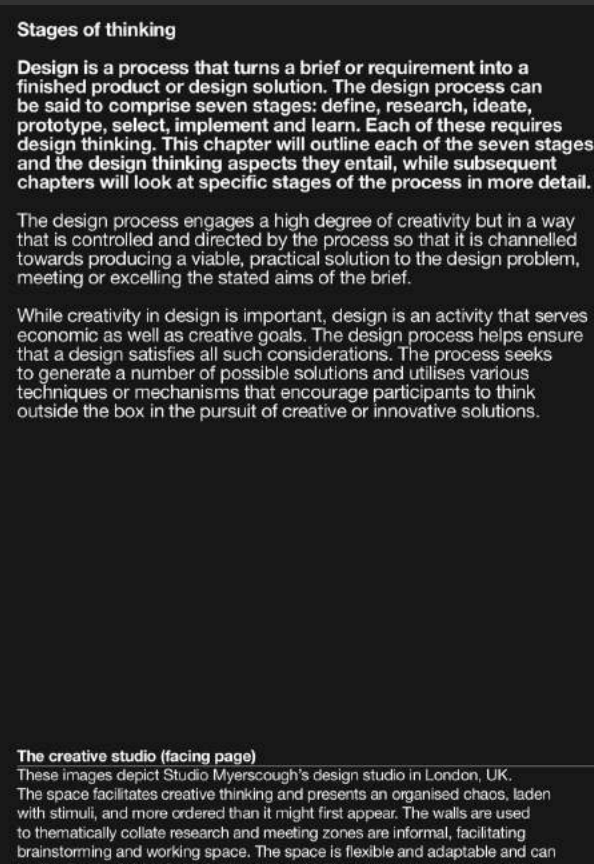 Stages of thinking
Design is a process that turns a brief or requirement into a
finished product or design solution. The design process can
be said to comprise seven stages: define, research, ideate,
prototype, select, implement and learn. Each of these requires
design thinking. This chapter will outline each of the seven stages
and the design thinking aspects they entail, while subsequent
chapters will look at specific stages of the process in more detail.
The design process engages a high degree of creativity but in a way
that is controlled and directed by the process so that it is channelled
towards producing a viable, practical solution to the design problem,
meeting or excelling the stated aims of the brief.
While creativity in design is important, design is an activity that serves
economic as well as creative goals. The design process helps ensure
that a design satisfies all such considerations. The process seeks
to generate a number of possible solutions and utilises various
techniques or mechanisms that encourage participants to think
outside the box in the pursuit of creative or innovative solutions.
The creative studio (facing page)
These images depict Studio Myerscough's design studio in London, UK.
The space facilitates creative thinking and presents an organised chaos, laden
with stimuli, and more ordered than it might first appear. The walls are used
to thematically collate research and meeting zones are informal, facilitating
brainstorming and working space. The space is flexible and adaptable and can